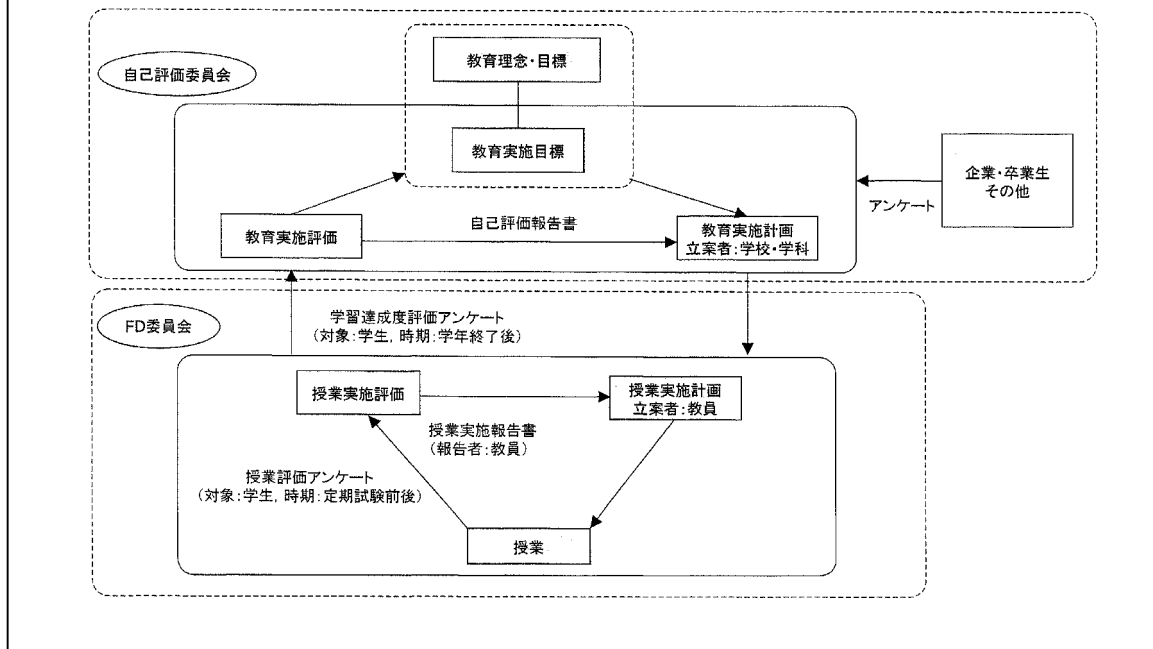 教育理念・目標
自己評価委員会
教育実施目標
企業・卒業生
その他
アンケート
教育実施評価
自己評価報告書
教育実施計画
立案者:学校・学科
FD委員会
学習達成度評価アンケート
(対象:学生, 時期:学年終了後)
授業実施評価
授業実施計画
立案者:教員
授業実施報告書
(報告者:教員)
授業評価アンケート
(対象:学生, 時期:定期試験前後)
授業